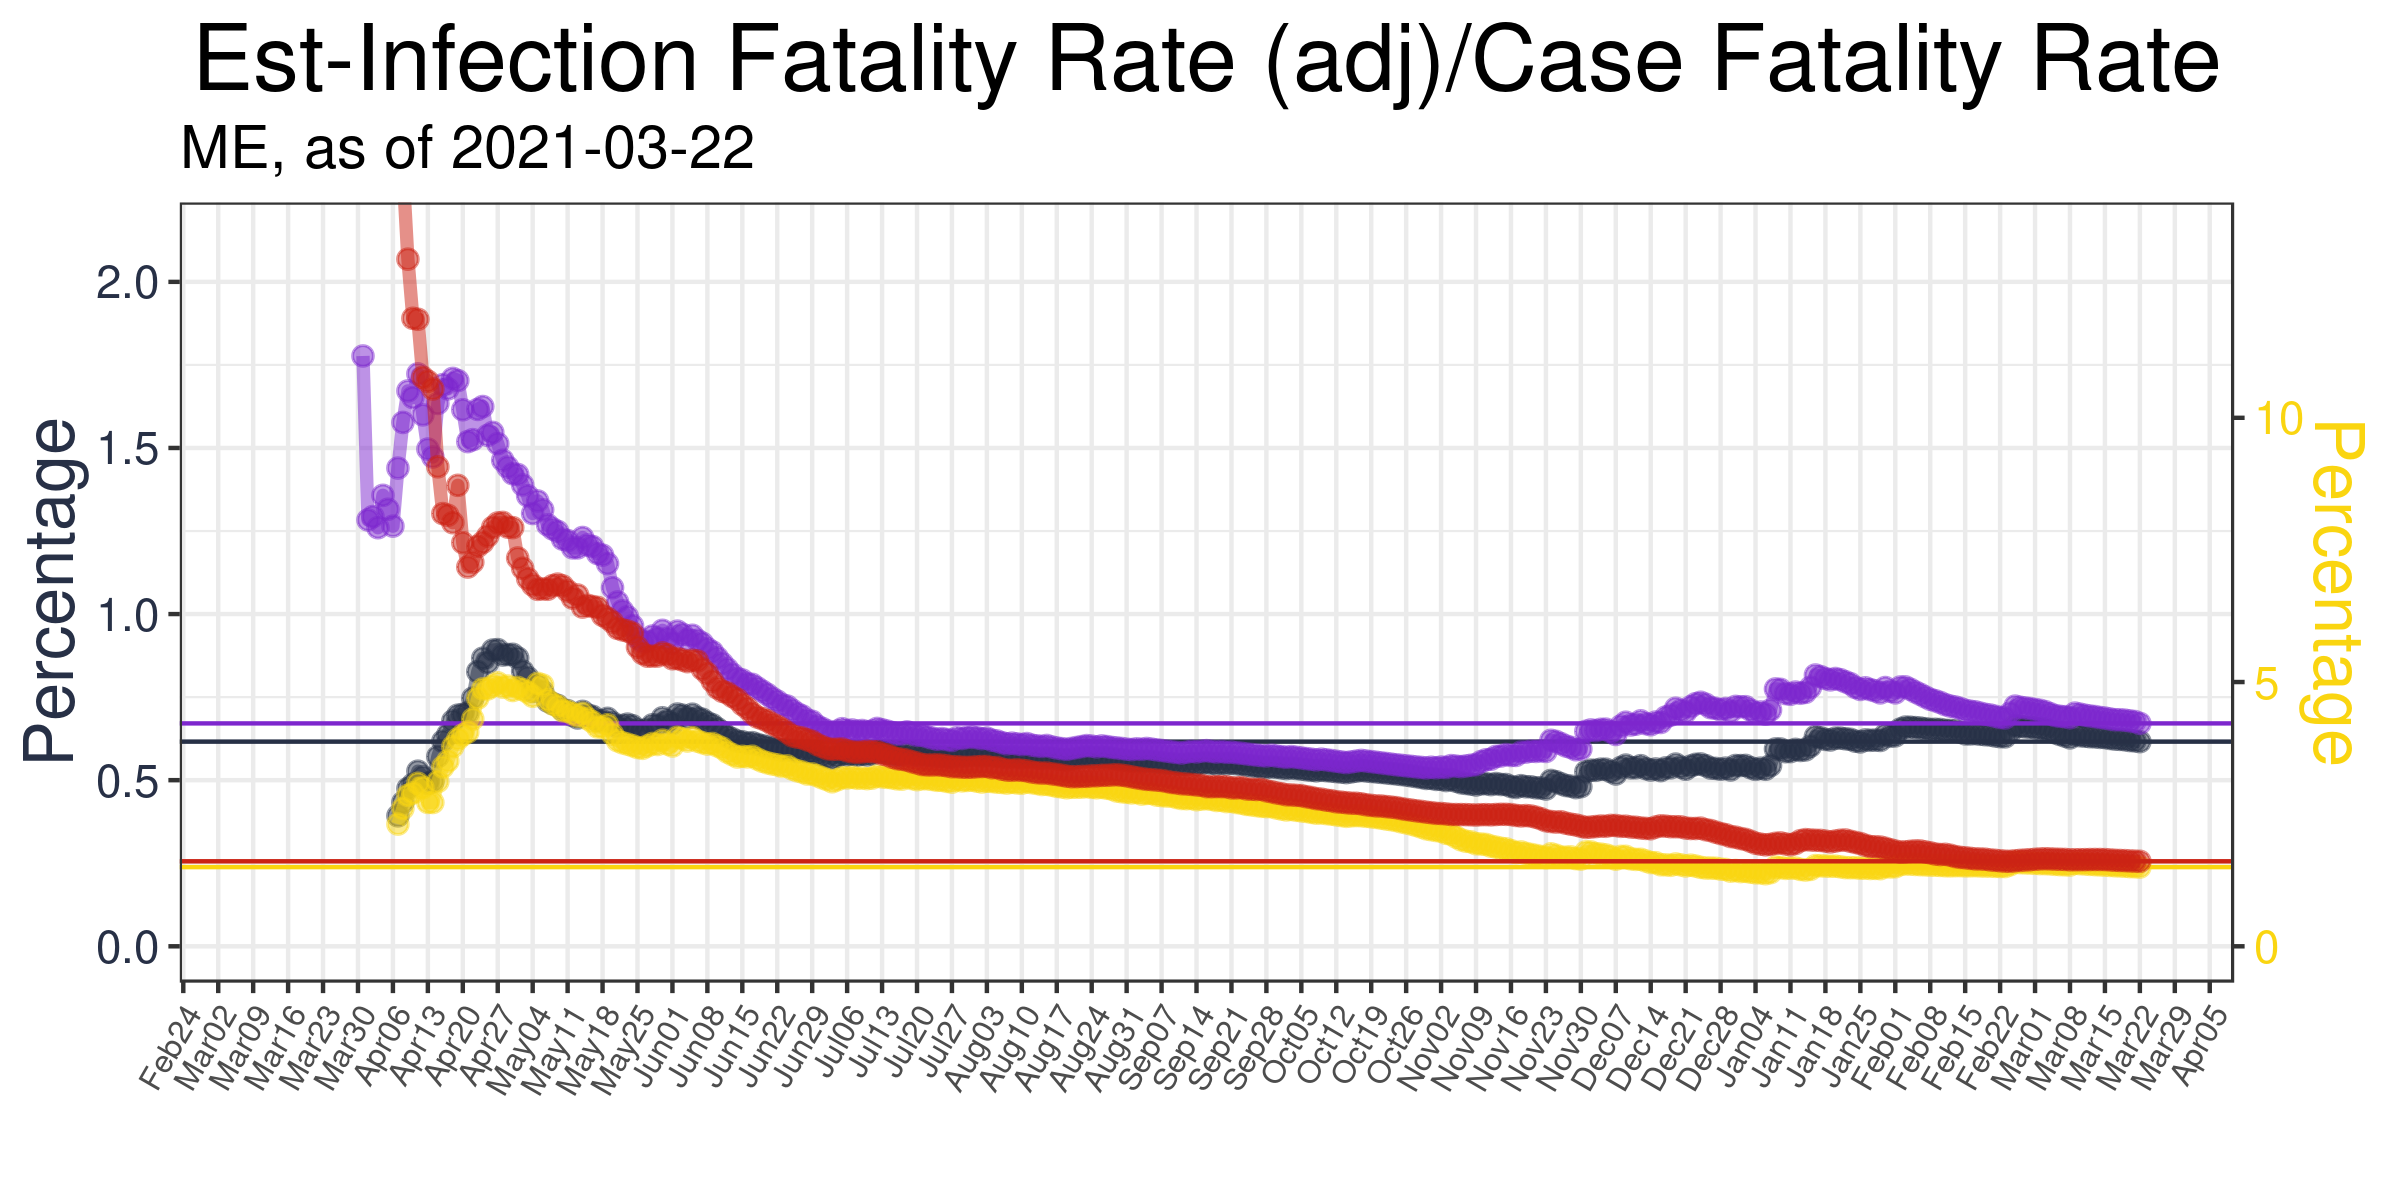 Est-Infection Fatality Rate (adj)/Case Fatality Rate
ME, as of 2021-03-22
Percentage
2.0
1.5
1.0
0.5
0.0
10
5
0
Percentage
Feb24
Mar02
Mar09
Mar16
Mar23
Mar30
Apr06
Apr13
Apr20
Apr27
May04
May11
May18
May25
Jun01
Jun08
Jun15
Jun22
Jun29
Jul06
Jul13
Jul20
Jul27
Aug03
Aug10
Aug17
Aug24
Aug31
Sep07
Sep14
Sep21
Sep28
Oct05
Oct12
Oct19
Oct26
Nov02
Nov09
Nov16
Nov23
Nov30
Dec07
Dec14
Dec21
Dec28
Jan04
Jan11
Jan18
Jan25
Feb01
Feb08
Feb15
Feb22
Mar01
Mar08
Mar15
Mar22
Mar29
Apr05